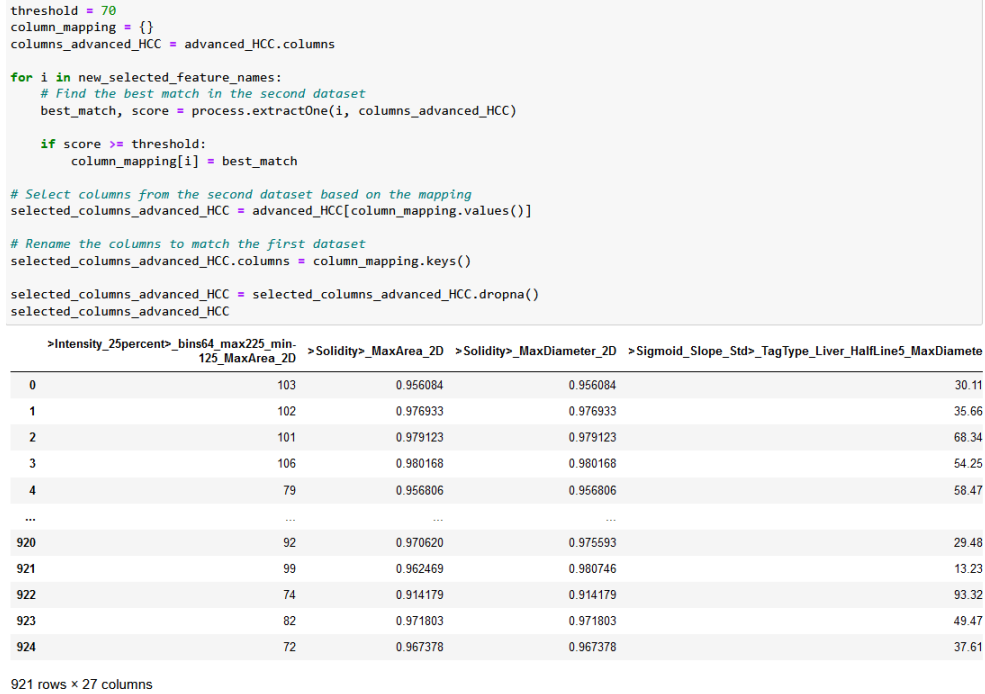 threshold = 70
column_mapping = {}
columns_advanced_HCC = advanced_HCC.columns
for i in new_selected_feature_names:
# Find the best match in the second dataset
best_match, score = process.extractOne(i, columns_advanced_HCC)
if score >= threshold:
column_mapping[i] = best_match
# Select columns from the second dataset based on the mapping
selected_columns_advanced_HCC = advanced_HCC[column_mapping.values()]
# Rename the columns to match the first dataset
selected_columns_advanced_HCC.columns = column_mapping.keys()
selected_columns_advanced_HCC = selected_columns_advanced_HCC.dropna()
selected_columns_advanced_HCC
>Intensity_25percent>_bins64_max225_min-
125_MaxArea_2D >Solidity>_MaxArea_2D >Solidity>_MaxDiameter_2D >Sigmoid_Slope_Std>_TagType_Liver_HalfLine5_MaxDiamete
0 103 0.956084 0.956084 30.11
1 102 0.976933 0.976933 35.66
2 101 0.979123 0.979123 68.34
3 106 0.980168 0.980168 54.25
4 79 0.956806 0.956806 58.47
... ... ... ...
920 92 0.970620 0.975593 29.48
921 99 0.962469 0.980746 13.23
922 74 0.914179 0.914179 93.32
923 82 0.971803 0.971803 49.47
924 72 0.967378 0.967378 37.61
921 rows × 27 columns